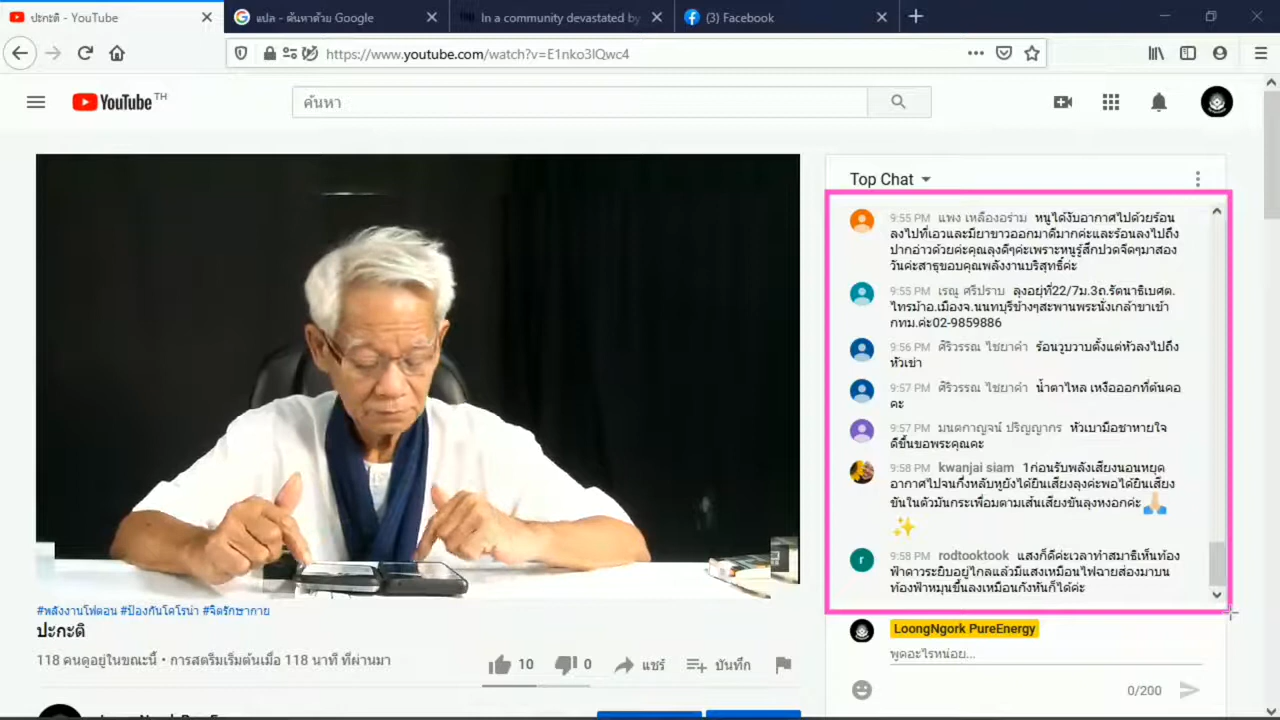 ปะกะติ - YouTube
แปล - ค้นหาด้วย Google
In a community devastated by
(3) Facebook
https://www.youtube.com/watch?v=E1nko3lQwc4
YouTube TH
ค้นหา
Top Chat
9:55 PM แพง เหลืองอร่าม หนูได้งับอากาศไปด้วยร้อน
ลงไปที่เอวและมียาขาวออกมาดีมากค่ะและร้อนลงไปถึง
ปากอ่าวด้วยค่ะคุณลุงดีๆค่ะเพราะหนูรู้สึกปวดจึดๆมาสอง
วันค่ะสาธุขอบคุณพลังงานบริสุทธิ์ค่ะ
9:55 PM เรณู ศรีปราบ ลุงอยู่ที่22/7ม.3ถ.รัตนาธิเบศต.
ไทรม้าอ.เมืองจ.นนทบุรีข้างๆสะพานพระนั่งเกล้าขาเข้า
กทม.ค่ะ02-9859886
9:56 PM ศิริวรรณ ไชยาคำ ร้อนวูบวาบตั้งแต่หัวลงไปถึง
หัวเข่า
9:57 PM ศิริวรรณ ไชยาคำ น้ำตาไหล เหงือออกที่ต้นคอ
คะ
9:57 PM มนตกาญจน์ ปริญญากร หัวเบามือชาหายใจ
ดีขึ้นขอพระคุณคะ
9:58 PM kwanjai siam 1ก่อนรับพลังเสียงนอนหยุด
อากาศไปจนกึ่งหลับหูยังได้ยินเสียงลุงค่ะพอได้ยินเสียง
ขันในตัวมันกระเพื่อมตามเส้นเสียงขันลุงหงอกค่ะ
9:58 PM rodtooktook แสงก็ดีค่ะเวลาทำสมาธิเห็นท้อง
ฟ้าดาวระยิบอยู่ไกลแล้วมีแสงเหมือนไฟฉายส่องมาบน
ท้องฟ้าหมุนขึ้นลงเหมือนกังหันก็ได้ค่ะ
LoongNgork PureEnergy
พูดอะไรหน่อย...
0/200
#พลังงานโฟตอน #ป้องกันโคโรน่า #จิตรักษากาย
ปะกะติ
118 คนดูอยู่ในขณะนี้ • การสตรีมเริ่มต้นเมื่อ 118 นาที ที่ผ่านมา
10 0 แชร์ บันทึก